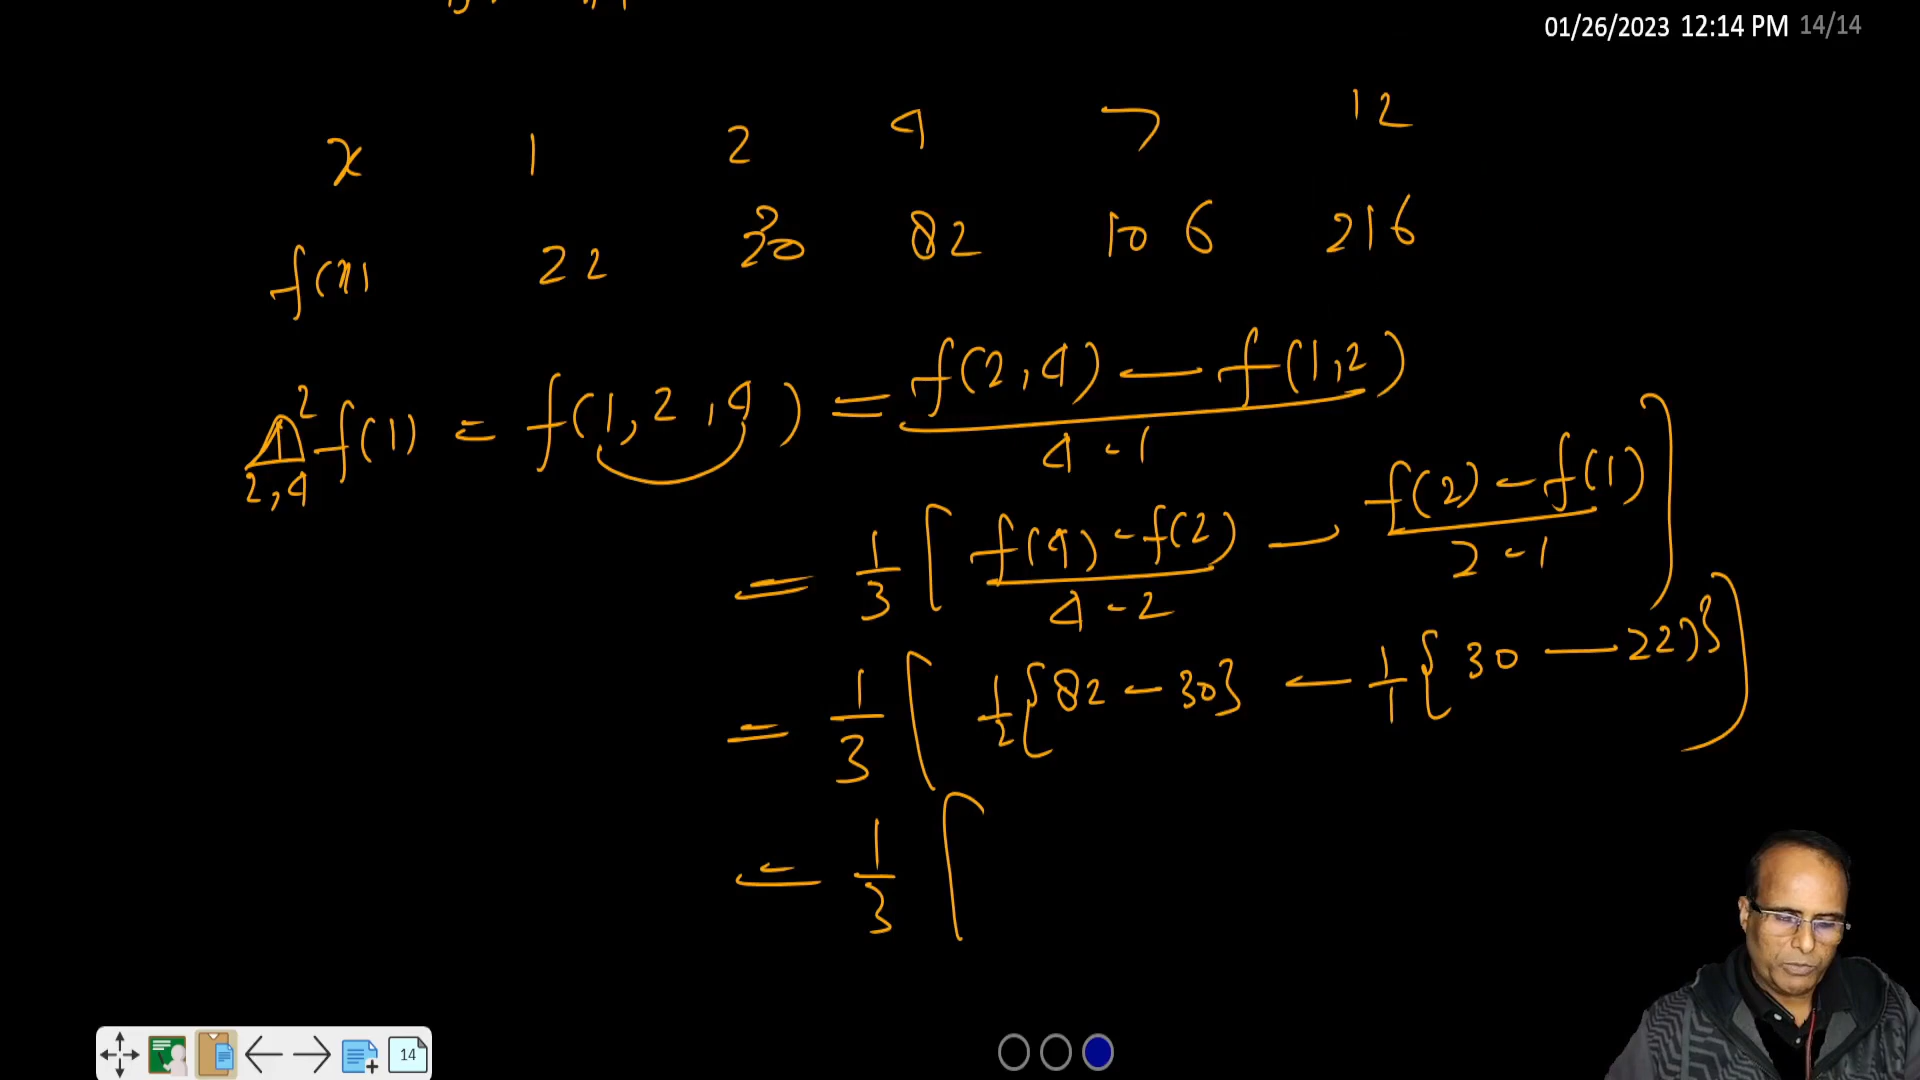 01/26/2023 12:14 PM 14/14
x 1 2 4 7 12
f(x) 22 30 82 106 216
Δ²f(1) = f(1, 2, 4) = f(2, 4) - f(1, 2)
2, 4
4 - 1
= 1/3 [ f(4) - f(2) / 4 - 2 - f(2) - f(1) / 2 - 1 ]
= 1/3 [ 1/2 {82 - 30} - 1/1 {30 - 22)} ]
= 1/3 [
14